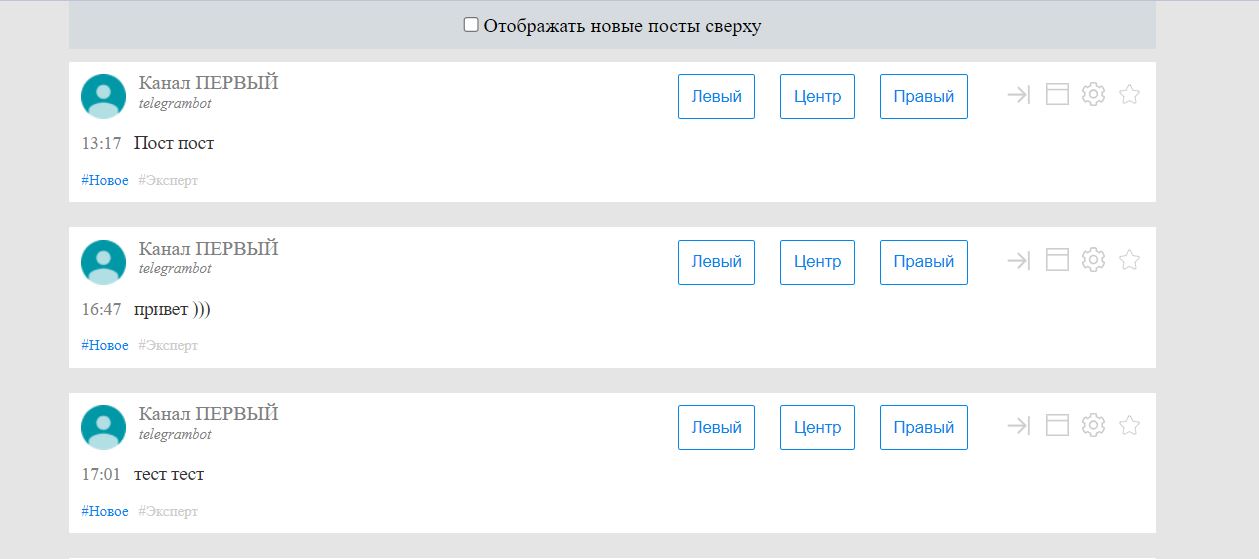 Отображать новые посты сверху
Канал ПЕРВЫЙ
telegrambot
Левый Центр Правый
13:17 Пост пост
#Новое #Эксперт
Канал ПЕРВЫЙ
telegrambot
Левый Центр Правый
16:47 привет )))
#Новое #Эксперт
Канал ПЕРВЫЙ
telegrambot
Левый Центр Правый
17:01 тест тест
#Новое #Эксперт